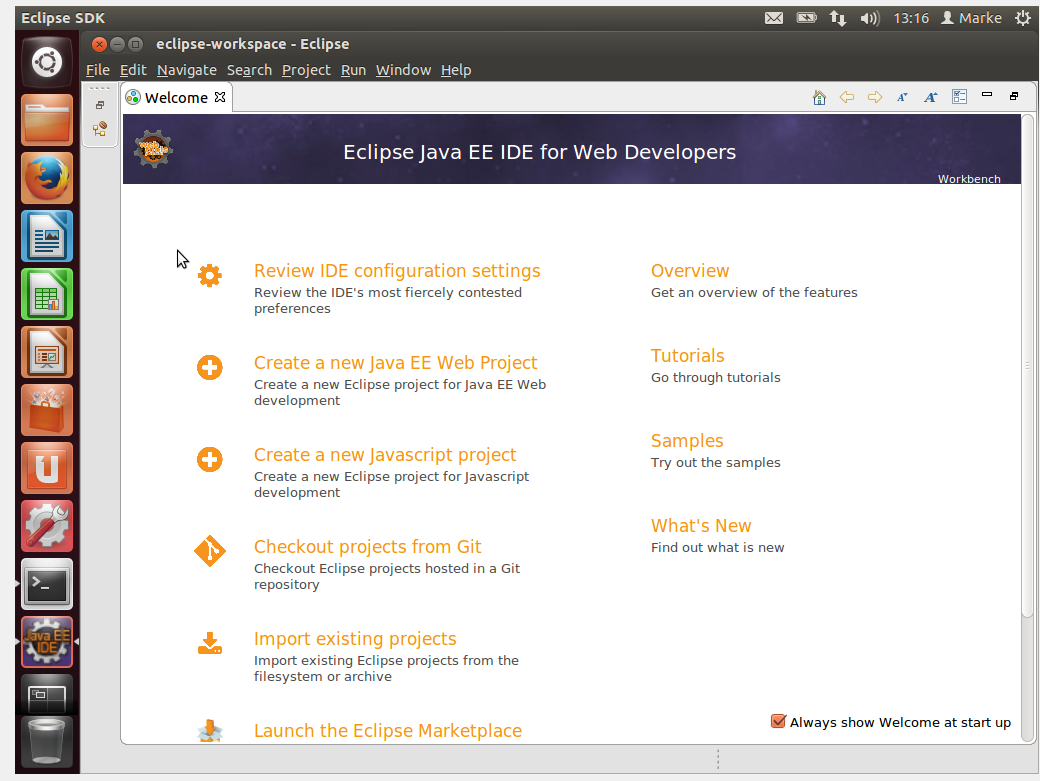 Eclipse SDK
13:16 Marke
eclipse-workspace - Eclipse
File Edit Navigate Search Project Run Window Help
Welcome
Eclipse Java EE IDE for Web Developers
Workbench
Review IDE configuration settings
Review the IDE's most fiercely contested
preferences
Create a new Java EE Web Project
Create a new Eclipse project for Java EE Web
development
Create a new Javascript project
Create a new Eclipse project for Javascript
development
Checkout projects from Git
Checkout Eclipse projects hosted in a Git
repository
Import existing projects
Import existing Eclipse projects from the
filesystem or archive
Launch the Eclipse Marketplace
Overview
Get an overview of the features
Tutorials
Go through tutorials
Samples
Try out the samples
What's New
Find out what is new
Always show Welcome at start up
Java EE
IDE